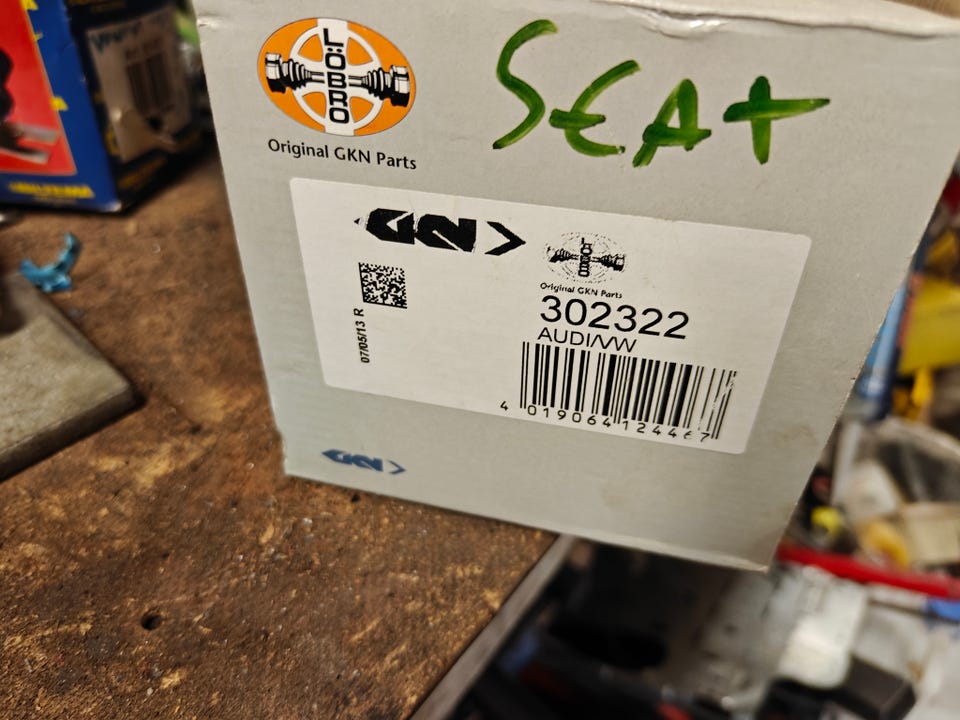 LÖBRO
Original GKN Parts
SEAT
GKN
LÖBRO
Original GKN Parts
302322
AUDI/VW
07/05/13 R
4 019064 124467
GKN